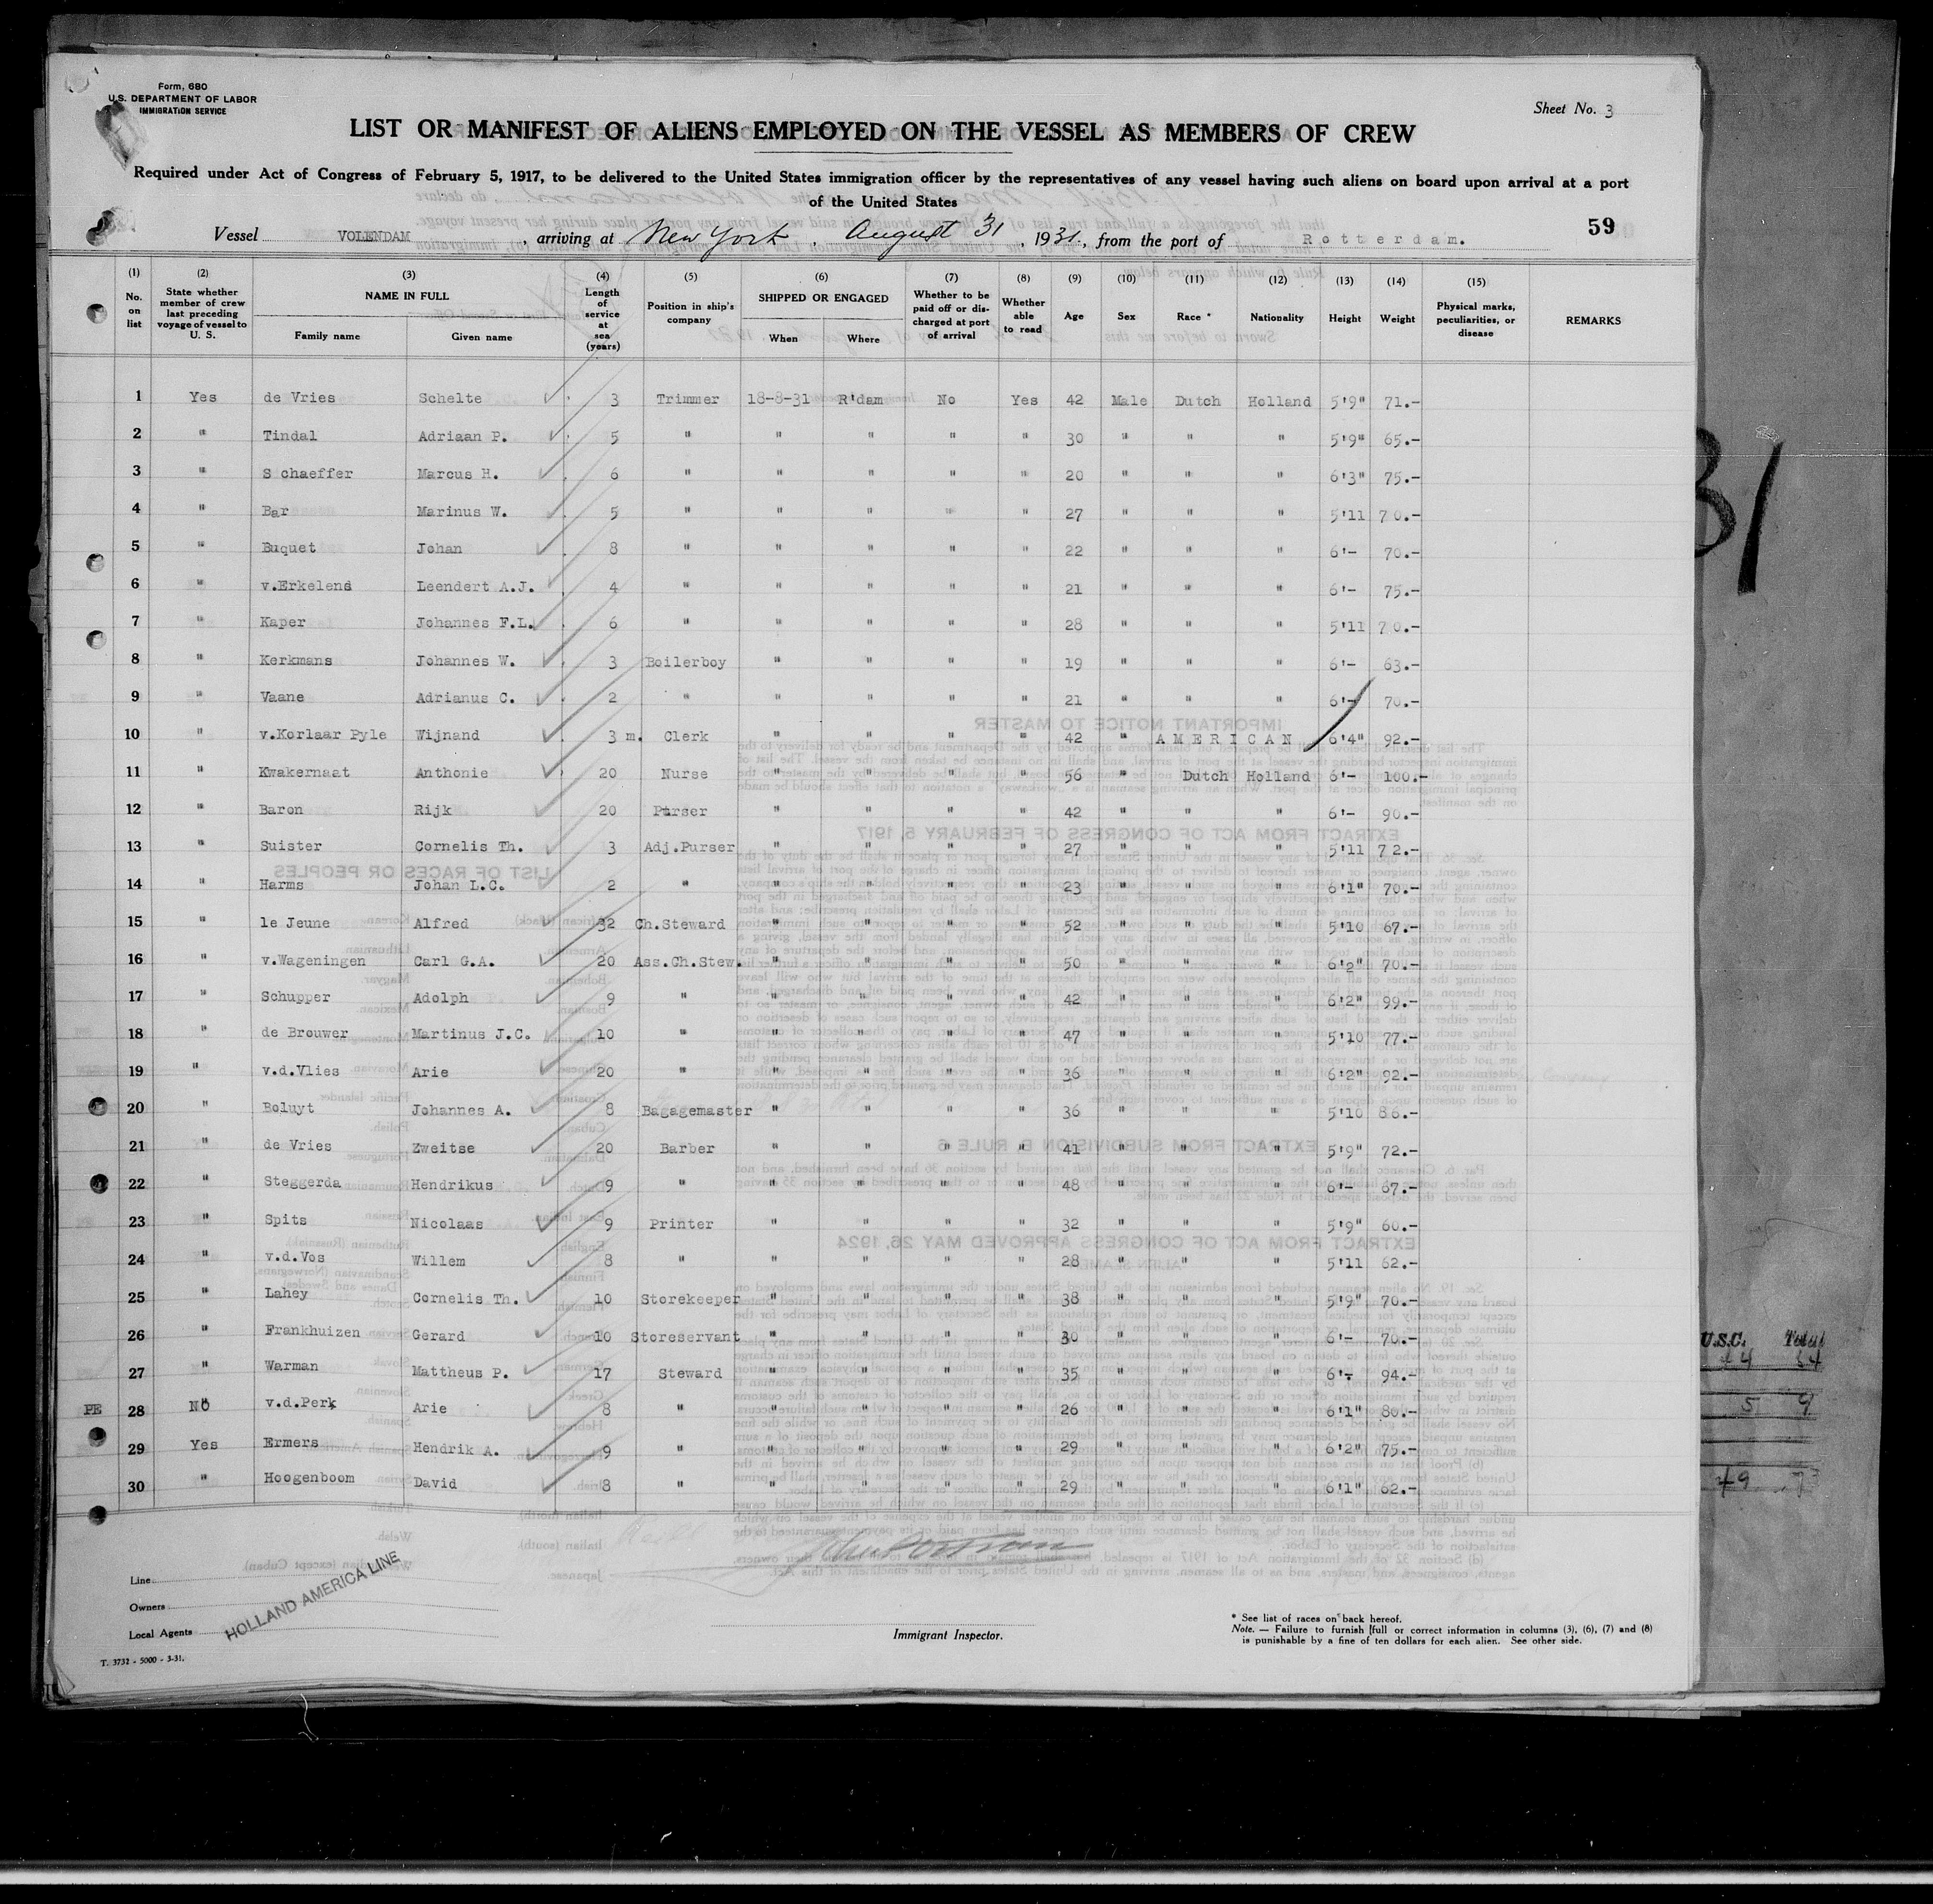 Form, 680
U.S. DEPARTMENT OF LABOR
IMMIGRATION SERVICE
Sheet No. 3
LIST OR MANIFEST OF ALIENS EMPLOYED ON THE VESSEL AS MEMBERS OF CREW
Required under Act of Congress of February 5, 1917, to be delivered to the United States immigration officer by the representatives of any vessel having such aliens on board upon arrival at a port
of the United States
59
Vessel VOLENDAM, arriving at New York, August 31, 1931, from the port of Rotterdam.
(1) (2) (3) (4) (5) (6) (7) (8) (9) (10) (11) (12) (13) (14) (15)
No. on list State whether member of crew last preceding voyage of vessel to U. S. NAME IN FULL Family name Given name Length of service at sea (years) Position in ship's company SHIPPED OR ENGAGED When Where Whether to be paid off or discharged at port of arrival Whether able to read Age Sex Race * Nationality Height Weight Physical marks, peculiarities, or disease REMARKS
1 Yes de Vries Schelte 3 Trimmer 18-8-31 R'dam No Yes 42 Male Dutch Holland 5'9" 71.-
2 " Tindal Adriaan P. 5 " " " " " 30 " " " 5'9" 65.-
3 " S chaeffer Marcus H. 6 " " " " " 20 " " " 6'3" 75.-
4 " Bar Marinus W. 5 " " " " " 27 " " " 5'11 70.-
5 " Buquet Johan 8 " " " " " 22 " " " 6'- 70.-
6 " v.Erkelens Leendert A.J. 4 " " " " " 21 " " " 6'- 75.-
7 " Kaper Johannes F.L. 6 " " " " " 28 " " " 5'11 70.-
8 " Kerkmans Johannes W. 3 Boilerboy " " " " 19 " " " 6'- 63.-
9 " Vaane Adrianus C. 2 " " " " " 21 " " " 6'- 70.-
10 " v.Korlaar Pyle Wijnand 3 m. Clerk " " " " 42 " AMERICAN 6'4" 92.-
11 " Kwakernaat Anthonie 20 Nurse " " " " 56 " Dutch Holland 6'- 100.-
12 " Baron Rijk 20 Purser " " " " 42 " " " 6'- 90.-
13 " Suister Cornelis Th. 3 Adj.Purser " " " " 27 " " " 5'11 72.-
14 " Harms Johan L.C. 2 " " " " " 23 " " " 6'1" 70.-
15 " le Jeune Alfred 32 Ch.Steward " " " " 52 " " " 5'10 67.-
16 " v.Wageningen Carl G.A. 20 Ass.Ch.Stew. " " " " 50 " " " 6'2" 70.-
17 " Schupper Adolph 9 " " " " " 42 " " " 6'2" 99.-
18 " de Brouwer Martinus J.C. 10 " " " " " 47 " " " 5'10 77.-
19 " v.d.Vlies Arie 20 " " " " " 36 " " " 6'2" 92.-
20 " Boluyt Johannes A. 8 Bagagemaster " " " " 36 " " " 5'10 86.-
21 " de Vries Zweitse 20 Barber " " " " 41 " " " 5'9" 72.-
22 " Steggerda Hendrikus 9 " " " " " 48 " " " 6'- 67.-
23 " Spits Nicolaas 9 Printer " " " " 32 " " " 5'9" 60.-
24 " v.d.Vos Willem 8 " " " " " 28 " " " 5'11 62.-
25 " Lahey Cornelis Th. 10 Storekeeper " " " " 38 " " " 5'9" 70.-
26 " Frankhuizen Gerard 10 Storeservant " " " " 30 " " " 6'- 70.-
27 " Warman Mattheus P. 17 Steward " " " " 35 " " " 6'- 94.-
PE 28 No v.d.Perk Arie 8 " " " " " 26 " " " 6'1" 80.-
29 Yes Ermers Hendrik A. 9 " " " " " 29 " " " 6'2" 75.-
30 " Hoogenboom David 8 " " " " " 29 " " " 6'1" 62.-
Line
Owners
Local Agents
HOLLAND AMERICA LINE
Immigrant Inspector.
* See list of races on back hereof.
Note. — Failure to furnish full or correct information in columns (3), (6), (7) and (8)
is punishable by a fine of ten dollars for each alien. See other side.
T. 3732 - 5000 - 3-31.
31
U.S.C. Total